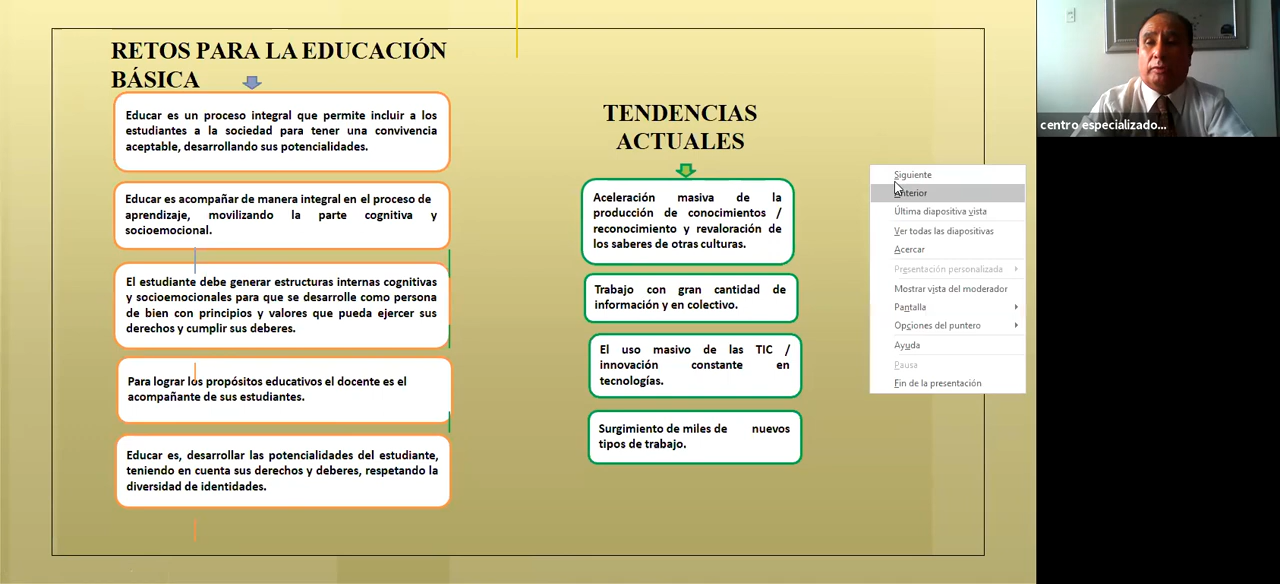 RETOS PARA LA EDUCACIÓN
BÁSICA
Educar es un proceso integral que permite incluir a los
estudiantes a la sociedad para tener una convivencia
aceptable, desarrollando sus potencialidades.
Educar es acompañar de manera integral en el proceso de
aprendizaje, movilizando la parte cognitiva y
socioemocional.
El estudiante debe generar estructuras internas cognitivas
y socioemocionales para que se desarrolle como persona
de bien con principios y valores que pueda ejercer sus
derechos y cumplir sus deberes.
Para lograr los propósitos educativos el docente es el
acompañante de sus estudiantes.
Educar es, desarrollar las potencialidades del estudiante,
teniendo en cuenta sus derechos y deberes, respetando la
diversidad de identidades.
TENDENCIAS
ACTUALES
Aceleración masiva de la
producción de conocimientos /
reconocimiento y revaloración de
los saberes de otras culturas.
Trabajo con gran cantidad de
información y en colectivo.
El uso masivo de las TIC /
innovación constante en
tecnologías.
Surgimiento de miles de nuevos
tipos de trabajo.
Siguiente
Anterior
Última diapositiva vista
Ver todas las diapositivas
Acercar
Presentación personalizada
Mostrar vista del moderador
Pantalla
Opciones del puntero
Ayuda
Pausa
Fin de la presentación
centro especializado...